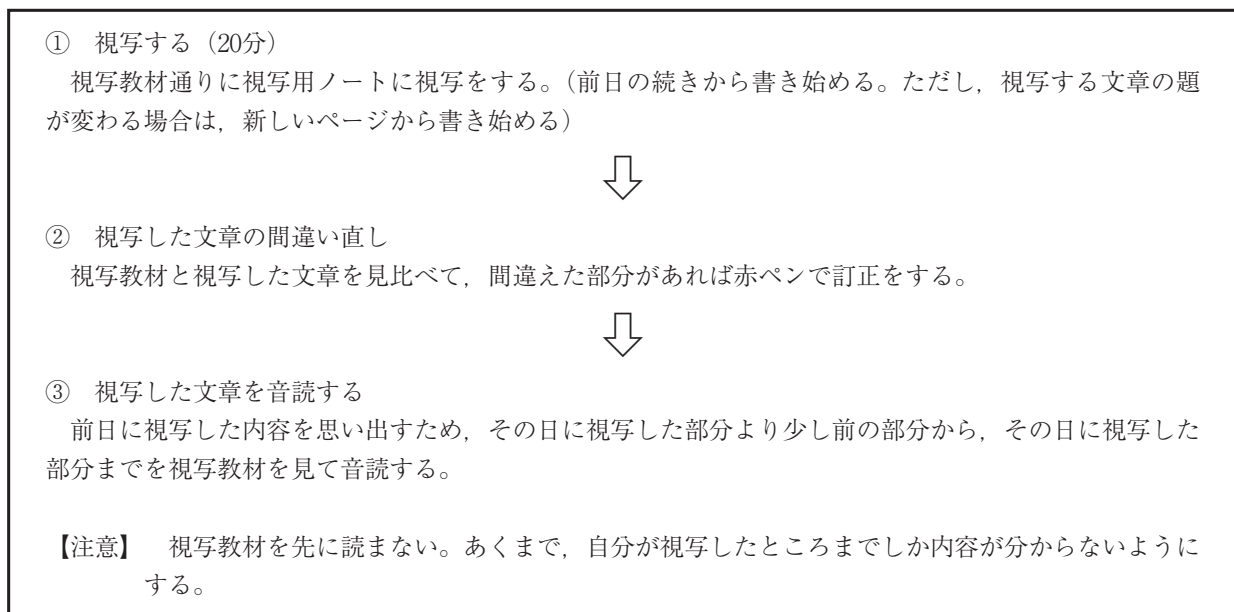 ① 視写する（20分）
視写教材通りに視写用ノートに視写をする。（前日の続きから書き始める。ただし，視写する文章の題
が変わる場合は，新しいページから書き始める）
② 視写した文章の間違い直し
視写教材と視写した文章を見比べて，間違えた部分があれば赤ペンで訂正をする。
③ 視写した文章を音読する
前日に視写した内容を思い出すため，その日に視写した部分より少し前の部分から，その日に視写した
部分までを視写教材を見て音読する。
【注意】 視写教材を先に読まない。あくまで，自分が視写したところまでしか内容が分からないように
する。